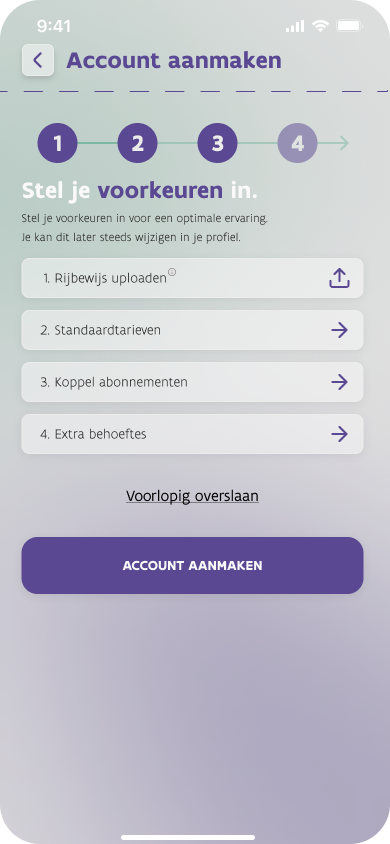 9:41
Account aanmaken
1 2 3 4
Stel je voorkeuren in.
Stel je voorkeuren in voor een optimale ervaring.
Je kan dit later steeds wijzigen in je profiel.
1. Rijbewijs uploaden
2. Standaardtarieven
3. Koppel abonnementen
4. Extra behoeftes
Voorlopig overslaan
ACCOUNT AANMAKEN